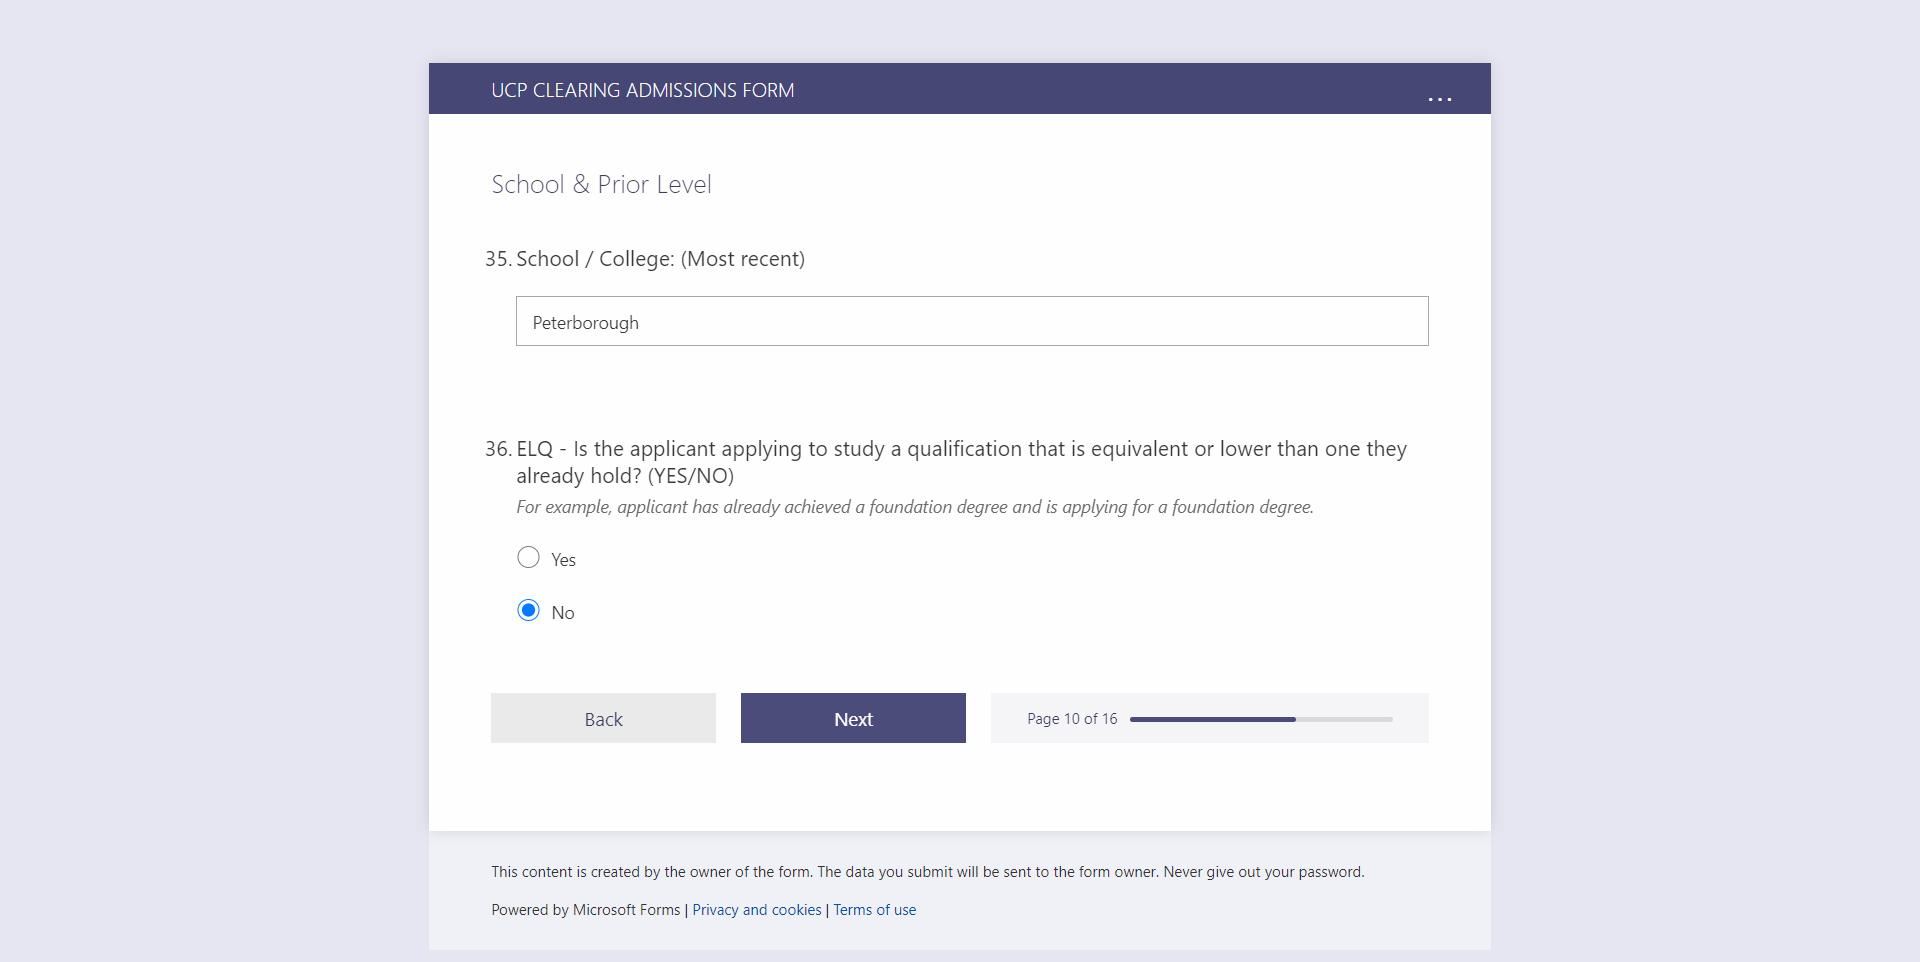 UCP CLEARING ADMISSIONS FORM
...
School & Prior Level
35. School / College: (Most recent)
Peterborough
36. ELQ - Is the applicant applying to study a qualification that is equivalent or lower than one they
already hold? (YES/NO)
For example, applicant has already achieved a foundation degree and is applying for a foundation degree.
Yes
No
Back
Next
Page 10 of 16
This content is created by the owner of the form. The data you submit will be sent to the form owner. Never give out your password.
Powered by Microsoft Forms | Privacy and cookies | Terms of use